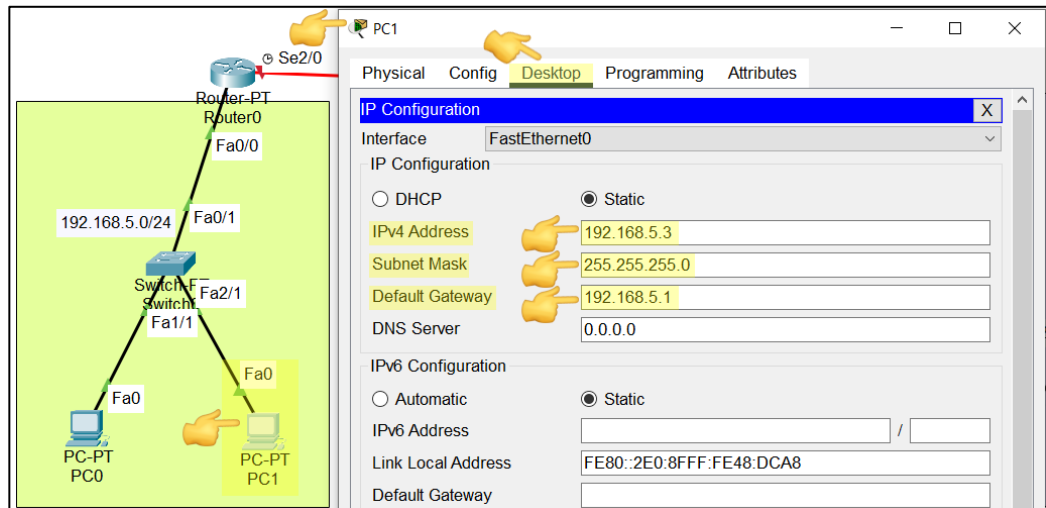 Se2/0
Router-PT
Router0
Fa0/0
192.168.5.0/24
Fa0/1
Switch-PT
Switch
Fa2/1
Fa1/1
Fa0
Fa0
PC-PT
PC0
PC-PT
PC1
PC1
Physical Config Desktop Programming Attributes
IP Configuration X
Interface FastEthernet0
IP Configuration
DHCP Static
IPv4 Address 192.168.5.3
Subnet Mask 255.255.255.0
Default Gateway 192.168.5.1
DNS Server 0.0.0.0
IPv6 Configuration
Automatic Static
IPv6 Address /
Link Local Address FE80::2E0:8FFF:FE48:DCA8
Default Gateway